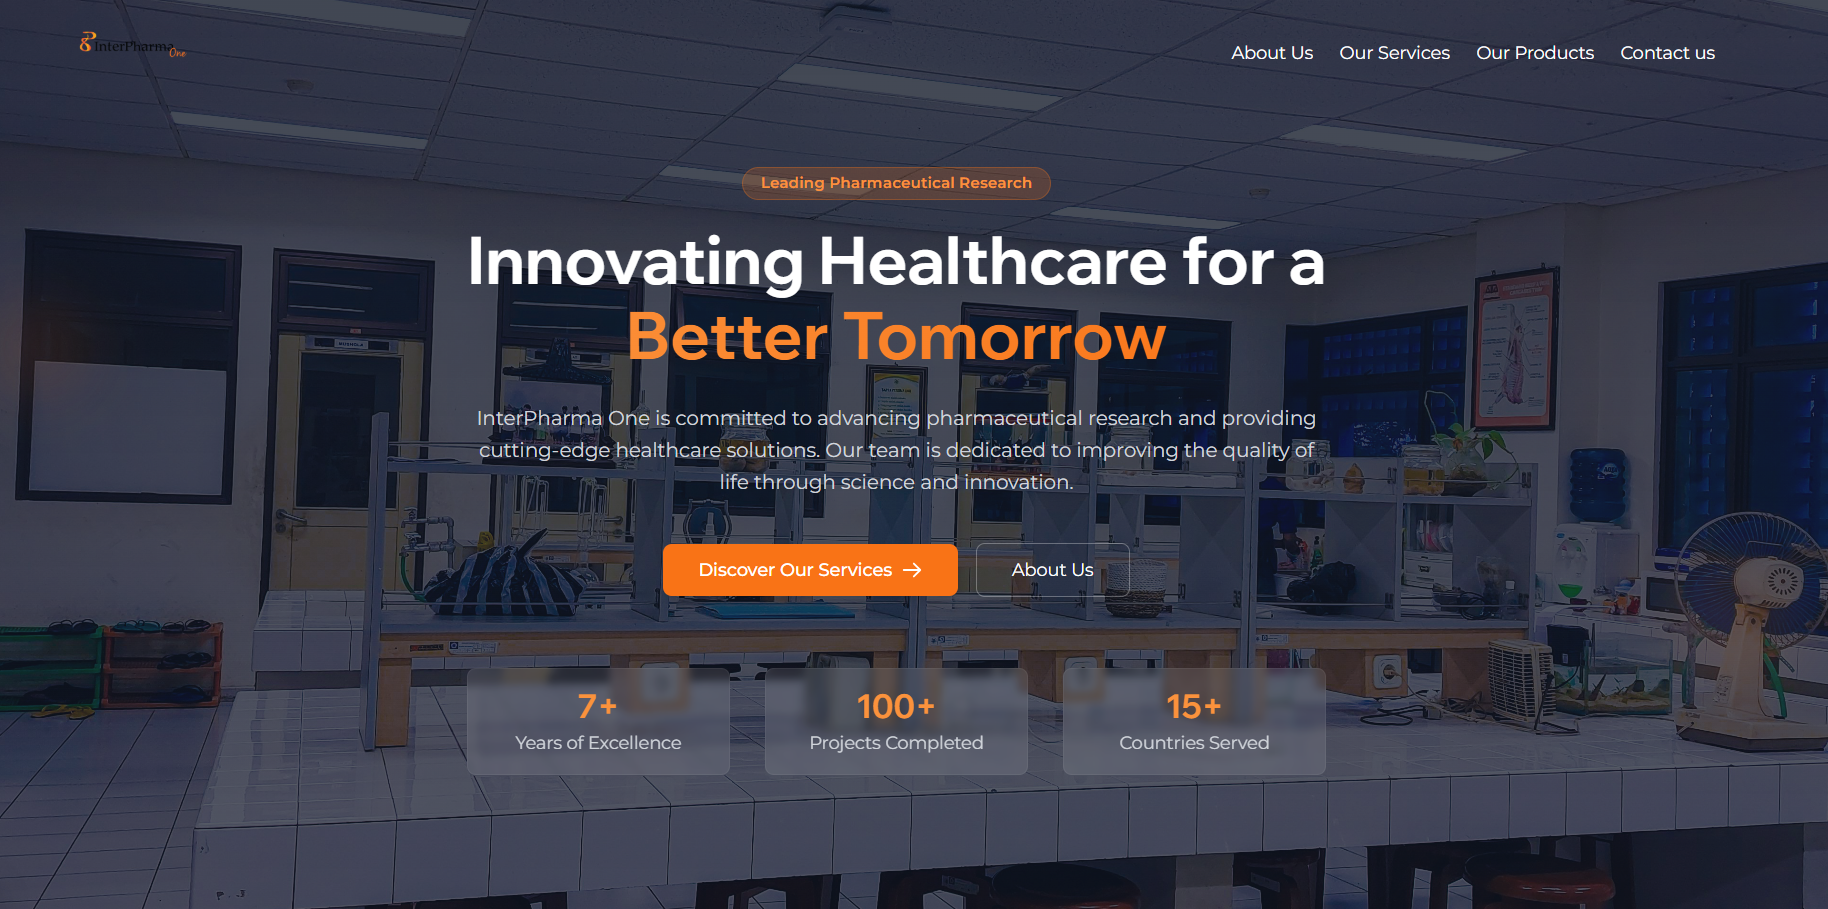 InterPharma One
About Us
Our Services
Our Products
Contact us
Leading Pharmaceutical Research
Innovating Healthcare for a
Better Tomorrow
InterPharma One is committed to advancing pharmaceutical research and providing
cutting-edge healthcare solutions. Our team is dedicated to improving the quality of
life through science and innovation.
Discover Our Services
About Us
7+
Years of Excellence
100+
Projects Completed
15+
Countries Served